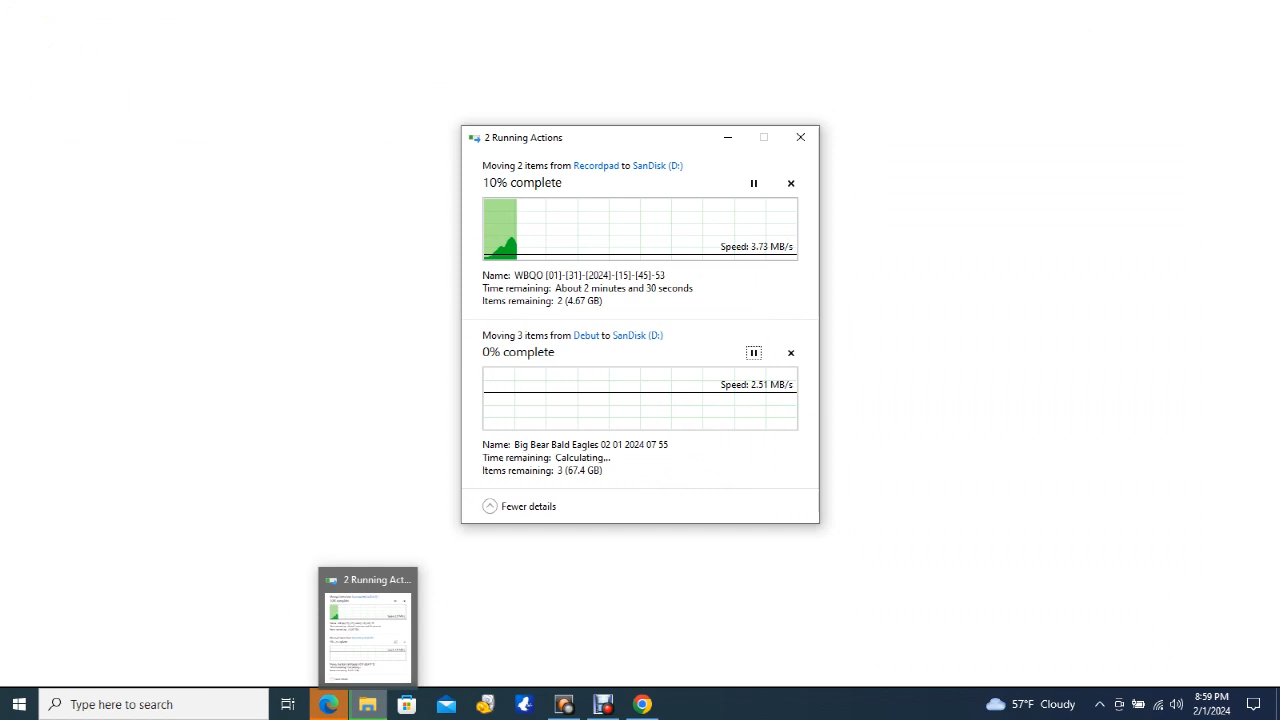 2 Running Actions
Moving 2 items from Recordpad to SanDisk (D:)
10% complete
Speed: 3.73 MB/s
Name: WBQO [01]-[31]-[2024]-[15]-[45]-53
Time remaining: About 2 minutes and 30 seconds
Items remaining: 2 (4.67 GB)
Moving 3 items from Debut to SanDisk (D:)
0% complete
Speed: 2.51 MB/s
Name: Big Bear Bald Eagles 02 01 2024 07 55
Time remaining: Calculating...
Items remaining: 3 (67.4 GB)
Fewer details
2 Running Act...
Type here to search
57°F Cloudy
8:59 PM
2/1/2024